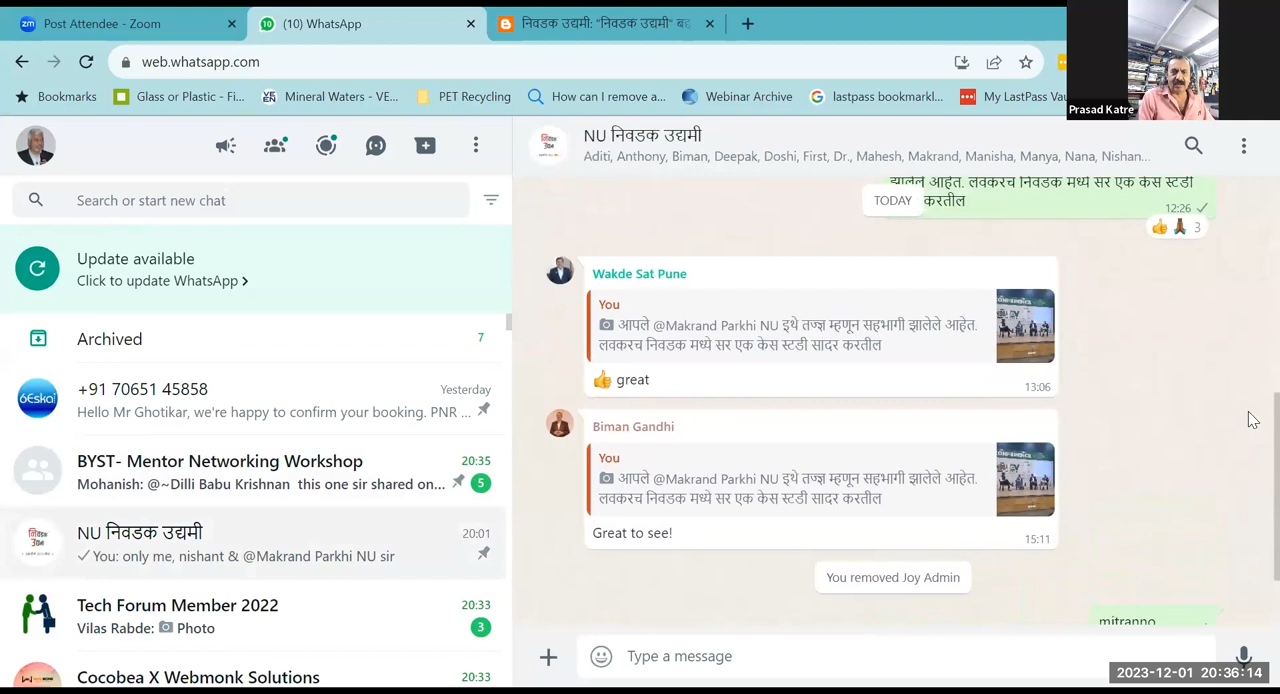 Post Attendee - Zoom
(10) WhatsApp
निवडक उद्यमी: "निवडक उद्यमी" बह
web.whatsapp.com
Bookmarks
Glass or Plastic - Fi...
Mineral Waters - VE...
PET Recycling
How can I remove a...
Webinar Archive
lastpass bookmarkl...
My LastPass Vau
Prasad Katre
Search or start new chat
Update available
Click to update WhatsApp
Archived
7
+91 70651 45858
Yesterday
Hello Mr Ghotikar, we're happy to confirm your booking. PNR ...
BYST- Mentor Networking Workshop
20:35
Mohanish: @~Dilli Babu Krishnan this one sir shared on...
5
NU निवडक उद्यमी
20:01
You: only me, nishant & @Makrand Parkhi NU sir
Tech Forum Member 2022
20:33
Vilas Rabde: Photo
3
Cocobea X Webmonk Solutions
20:33
NU निवडक उद्यमी
Aditi, Anthony, Biman, Deepak, Doshi, First, Dr., Mahesh, Makrand, Manisha, Manya, Nana, Nishan...
झालेले आहेत. लवकरच निवडक मध्ये सर एक केस स्टडी
TODAY
करतील
12:26
3
Wakde Sat Pune
You
आपले @Makrand Parkhi NU इथे तज्ज्ञ म्हणून सहभागी झालेले आहेत.
लवकरच निवडक मध्ये सर एक केस स्टडी सादर करतील
great
13:06
Biman Gandhi
You
आपले @Makrand Parkhi NU इथे तज्ज्ञ म्हणून सहभागी झालेले आहेत.
लवकरच निवडक मध्ये सर एक केस स्टडी सादर करतील
Great to see!
15:11
You removed Joy Admin
mitranno
Type a message
2023-12-01 20:36:14